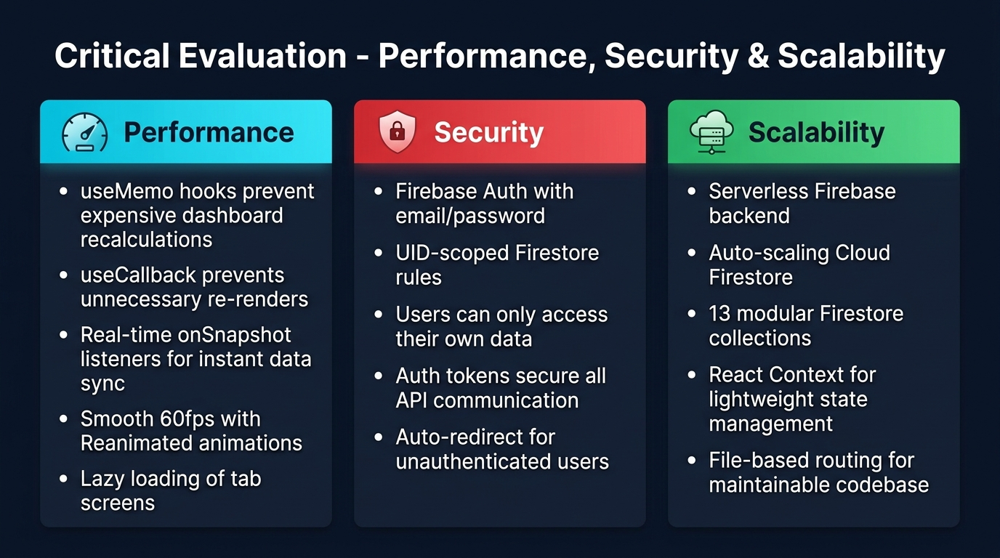 Critical Evaluation - Performance, Security & Scalability
Performance
• useMemo hooks prevent
expensive dashboard
recalculations
• useCallback prevents
unnecessary re-renders
• Real-time onSnapshot
listeners for instant data
sync
• Smooth 60fps with
Reanimated animations
• Lazy loading of tab
screens
Security
• Firebase Auth with
email/password
• UID-scoped Firestore
rules
• Users can only access
their own data
• Auth tokens secure all
API communication
• Auto-redirect for
unauthenticated users
Scalability
• Serverless Firebase
backend
• Auto-scaling Cloud
Firestore
• 13 modular Firestore
collections
• React Context for
lightweight state
management
• File-based routing for
maintainable codebase